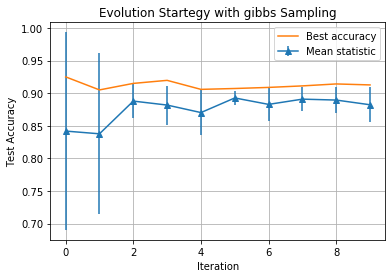 Evolution Startegy with gibbs Sampling
Best accuracy
Mean statistic
Test Accuracy
1.00
0.95
0.90
0.85
0.80
0.75
0.70
0 2 4 6 8
Iteration